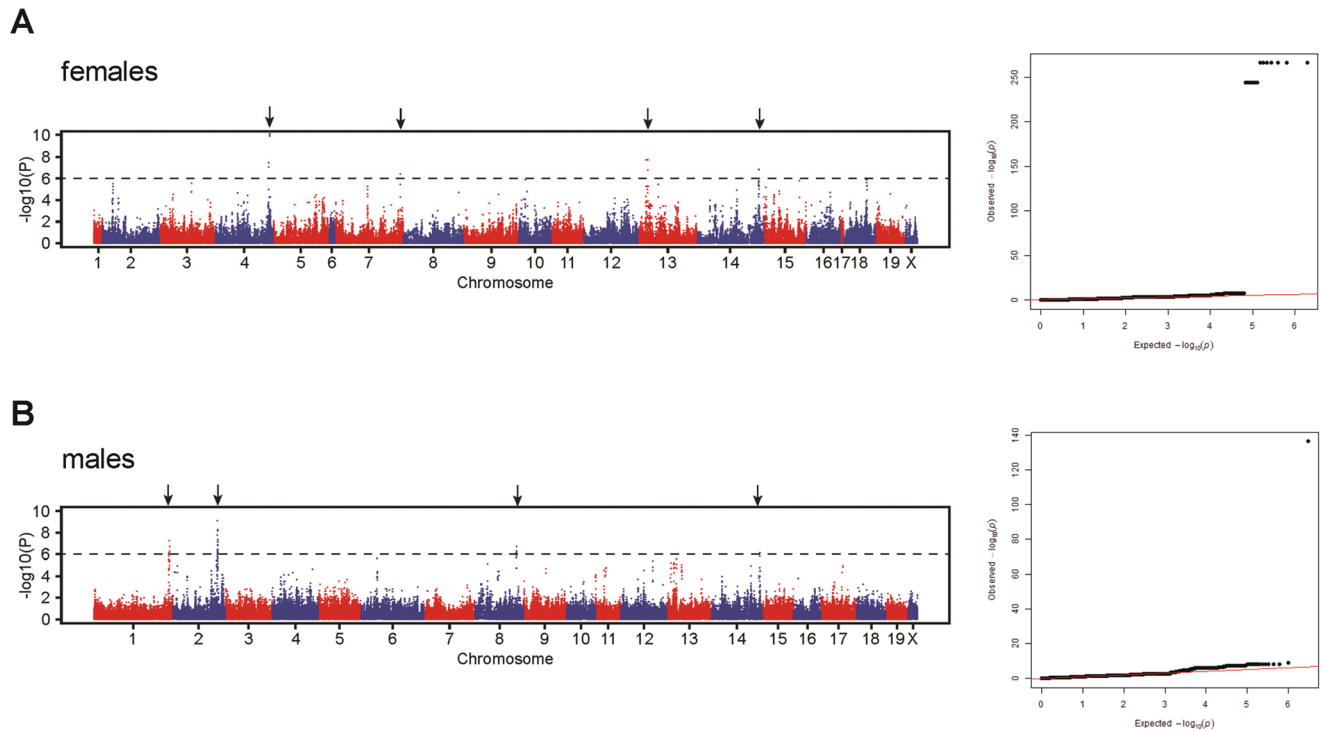 A
females
-log10(P)
10
8
6
4
2
0
1 2 3 4 5 6 7 8 9 10 11 12 13 14 15 16 17 18 19 X
Chromosome
Observed −log10(p)
250
200
150
100
50
0
0 1 2 3 4 5 6
Expected −log10(p)
B
males
-log10(P)
10
8
6
4
2
0
1 2 3 4 5 6 7 8 9 10 11 12 13 14 15 16 17 18 19 X
Chromosome
Observed −log10(p)
140
120
100
80
60
40
20
0
0 1 2 3 4 5 6
Expected −log10(p)